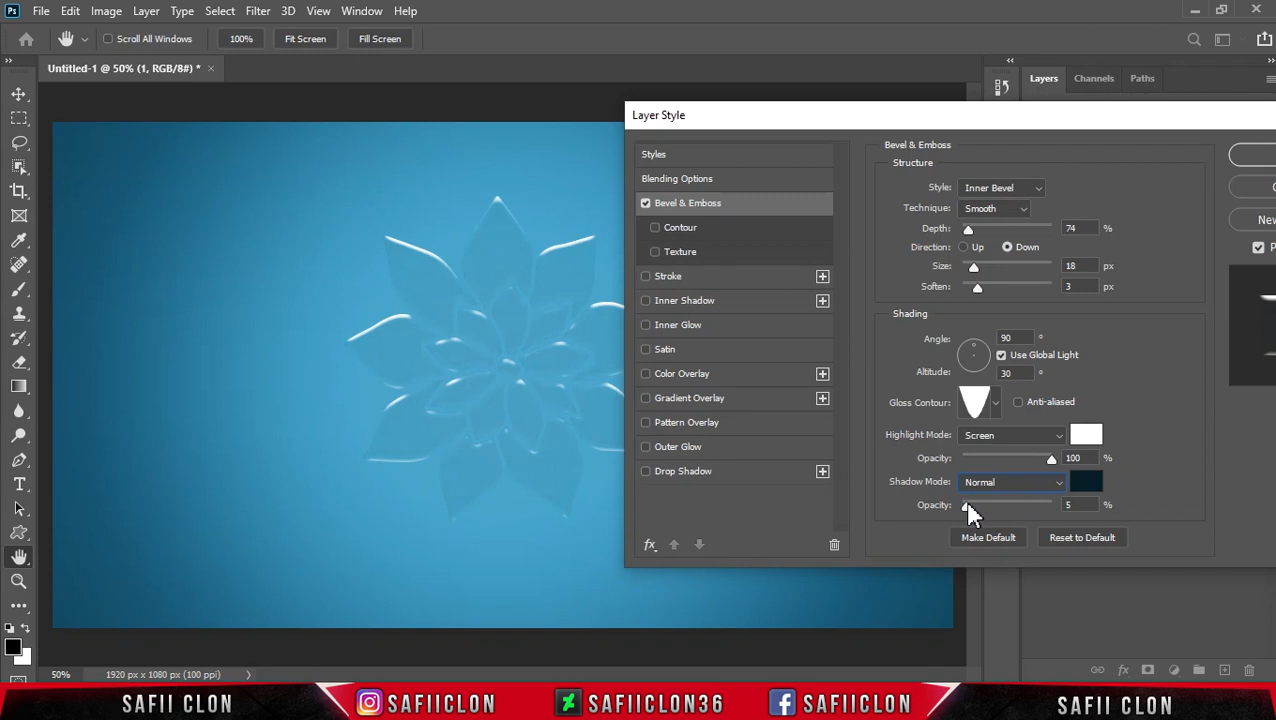 Ps File Edit Image Layer Type Select Filter 3D View Window Help
Scroll All Windows 100% Fit Screen Fill Screen
Untitled-1 @ 50% (1, RGB/8#) * ×
Layers Channels Paths
Layer Style
Styles
Blending Options
Bevel & Emboss
Contour
Texture
Stroke
Inner Shadow
Inner Glow
Satin
Color Overlay
Gradient Overlay
Pattern Overlay
Outer Glow
Drop Shadow
fx
Bevel & Emboss
Structure
Style: Inner Bevel
Technique: Smooth
Depth: 74 %
Direction: Up Down
Size: 18 px
Soften: 3 px
Shading
Angle: 90 °
Use Global Light
Altitude: 30 °
Gloss Contour: Anti-aliased
Highlight Mode: Screen
Opacity: 100 %
Shadow Mode: Normal
Opacity: 5 %
Make Default Reset to Default
50% 1920 px x 1080 px (100 ppi)
fx
SAFII CLON SAFIICLON SAFIICLON36 SAFIICLON SAFII CLON